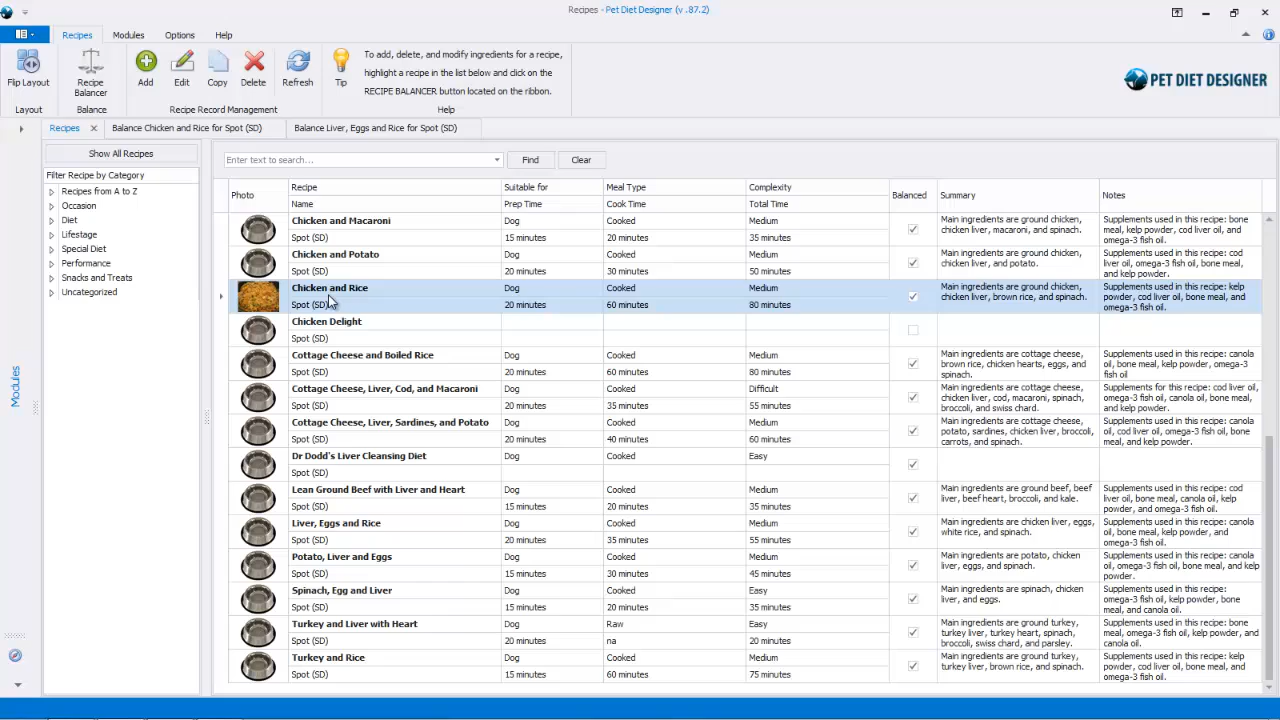 Recipes - Pet Diet Designer (v .87.2)
Recipes Modules Options Help
To add, delete, and modify ingredients for a recipe,
highlight a recipe in the list below and click on the
RECIPE BALANCER button located on the ribbon.
Flip Layout
Recipe
Balancer
Add Edit Copy Delete Refresh Tip
Layout Balance Recipe Record Management Help
PET DIET DESIGNER
Recipes Balance Chicken and Rice for Spot (SD) Balance Liver, Eggs and Rice for Spot (SD)
Modules
Show All Recipes
Filter Recipe by Category
Recipes from A to Z
Occasion
Diet
Lifestage
Special Diet
Performance
Snacks and Treats
Uncategorized
Enter text to search... Find Clear
Photo Recipe Suitable for Meal Type Complexity Balanced Summary Notes
Name Prep Time Cook Time Total Time
Chicken and Macaroni Dog Cooked Medium
Spot (SD) 15 minutes 20 minutes 35 minutes
Main ingredients are ground chicken,
chicken liver, macaroni, and spinach.
Supplements used in this recipe: bone
meal, kelp powder, cod liver oil, and
omega-3 fish oil.
Chicken and Potato Dog Cooked Medium
Spot (SD) 20 minutes 30 minutes 50 minutes
Main ingredients are ground chicken,
chicken liver, and potato.
Supplements used in this recipe: cod
liver oil, omega-3 fish oil, bone meal,
and kelp powder.
Chicken and Rice Dog Cooked Medium
Spot (SD) 20 minutes 60 minutes 80 minutes
Main ingredients are ground chicken,
chicken liver, brown rice, and spinach.
Supplements used in this recipe: kelp
powder, cod liver oil, bone meal, and
omega-3 fish oil.
Chicken Delight
Spot (SD)
Cottage Cheese and Boiled Rice Dog Cooked Medium
Spot (SD) 20 minutes 60 minutes 80 minutes
Main ingredients are cottage cheese,
brown rice, chicken hearts, eggs, and
spinach.
Supplements used in this recipe: canola
oil, bone meal, kelp powder, and omega-3
fish oil
Cottage Cheese, Liver, Cod, and Macaroni Dog Cooked Difficult
Spot (SD) 20 minutes 35 minutes 55 minutes
Main ingredients are cottage cheese,
chicken liver, cod, macaroni, spinach,
broccoli, and swiss chard.
Supplements for this recipe: cod liver oil,
omega-3 fish oil, canola oil, bone meal,
and kelp powder.
Cottage Cheese, Liver, Sardines, and Potato Dog Cooked Medium
Spot (SD) 20 minutes 40 minutes 60 minutes
Main ingredients are cottage cheese,
potato, sardines, chicken liver, broccoli,
carrots, and spinach.
Supplements used in this recipe: canola
oil, cod liver oil, omega-3 fish oil, bone
meal, and kelp powder.
Dr Dodd's Liver Cleansing Diet Dog Cooked Easy
Spot (SD)
Lean Ground Beef with Liver and Heart Dog Cooked Medium
Spot (SD) 15 minutes 20 minutes 35 minutes
Main ingredients are ground beef, beef
liver, beef heart, broccoli, and kale.
Supplements used in this recipe: cod
liver oil, bone meal, canola oil, kelp
powder, and omega-3 fish oil.
Liver, Eggs and Rice Dog Cooked Medium
Spot (SD) 20 minutes 35 minutes 55 minutes
Main ingredients are chicken liver, eggs,
white rice, and spinach.
Supplements used in this recipe: canola
oil, bone meal, kelp powder, and
omega-3 fish oil.
Potato, Liver and Eggs Dog Cooked Medium
Spot (SD) 15 minutes 30 minutes 45 minutes
Main ingredients are potato, chicken
liver, eggs, and spinach.
Supplements used in this recipe: canola
oil, omega-3 fish oil, bone meal, and kelp
powder.
Spinach, Egg and Liver Dog Cooked Easy
Spot (SD) 15 minutes 20 minutes 35 minutes
Main ingredients are spinach, chicken
liver, and eggs.
Supplements used in this recipe:
omega-3 fish oil, kelp powder, bone
meal, and canola oil.
Turkey and Liver with Heart Dog Raw Easy
Spot (SD) 20 minutes na 20 minutes
Main ingredients are ground turkey,
turkey liver, turkey heart, spinach,
broccoli, swiss chard, and parsley.
Supplements used in this recipe: bone
meal, omega-3 fish oil, kelp powder, and
canola oil.
Turkey and Rice Dog Cooked Medium
Spot (SD) 15 minutes 60 minutes 75 minutes
Main ingredients are ground turkey,
turkey liver, brown rice, and spinach.
Supplements used in this recipe: kelp
powder, cod liver oil, bone meal, and
omega-3 fish oil.